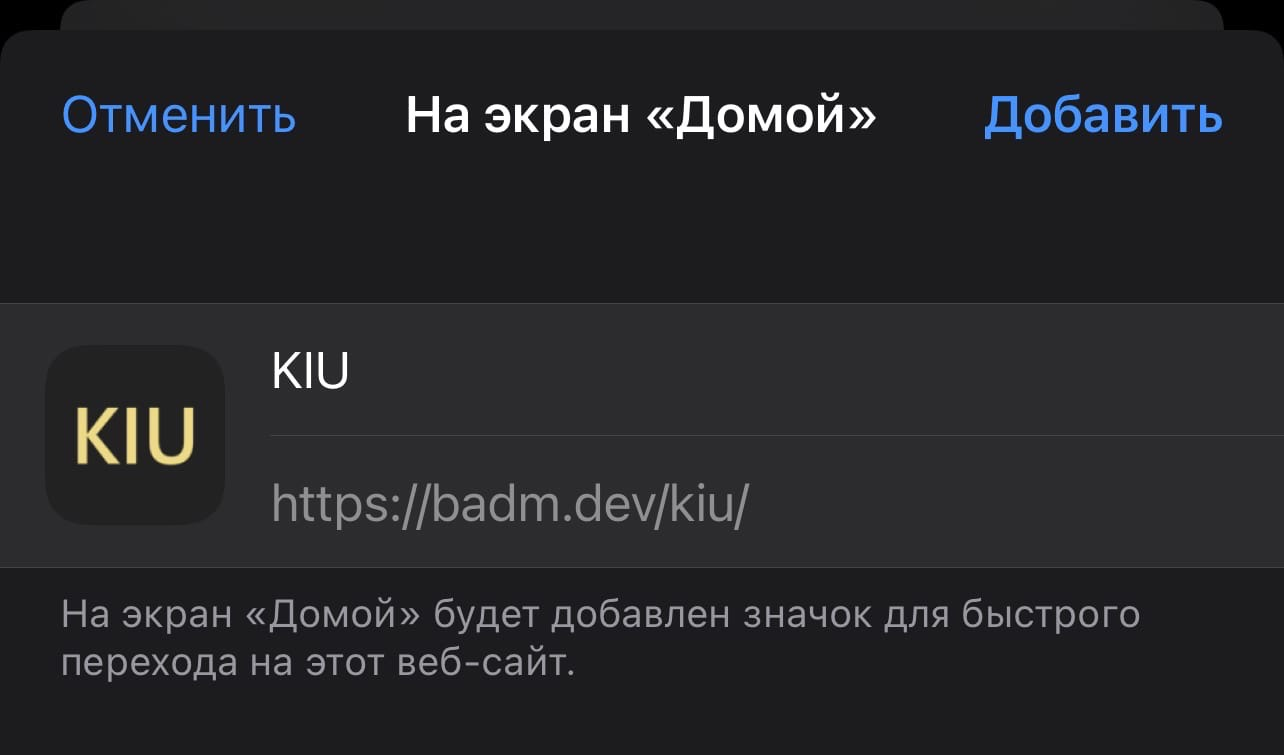 Отменить На экран «Домой» Добавить
KIU
KIU
https://badm.dev/kiu/
На экран «Домой» будет добавлен значок для быстрого
перехода на этот веб-сайт.